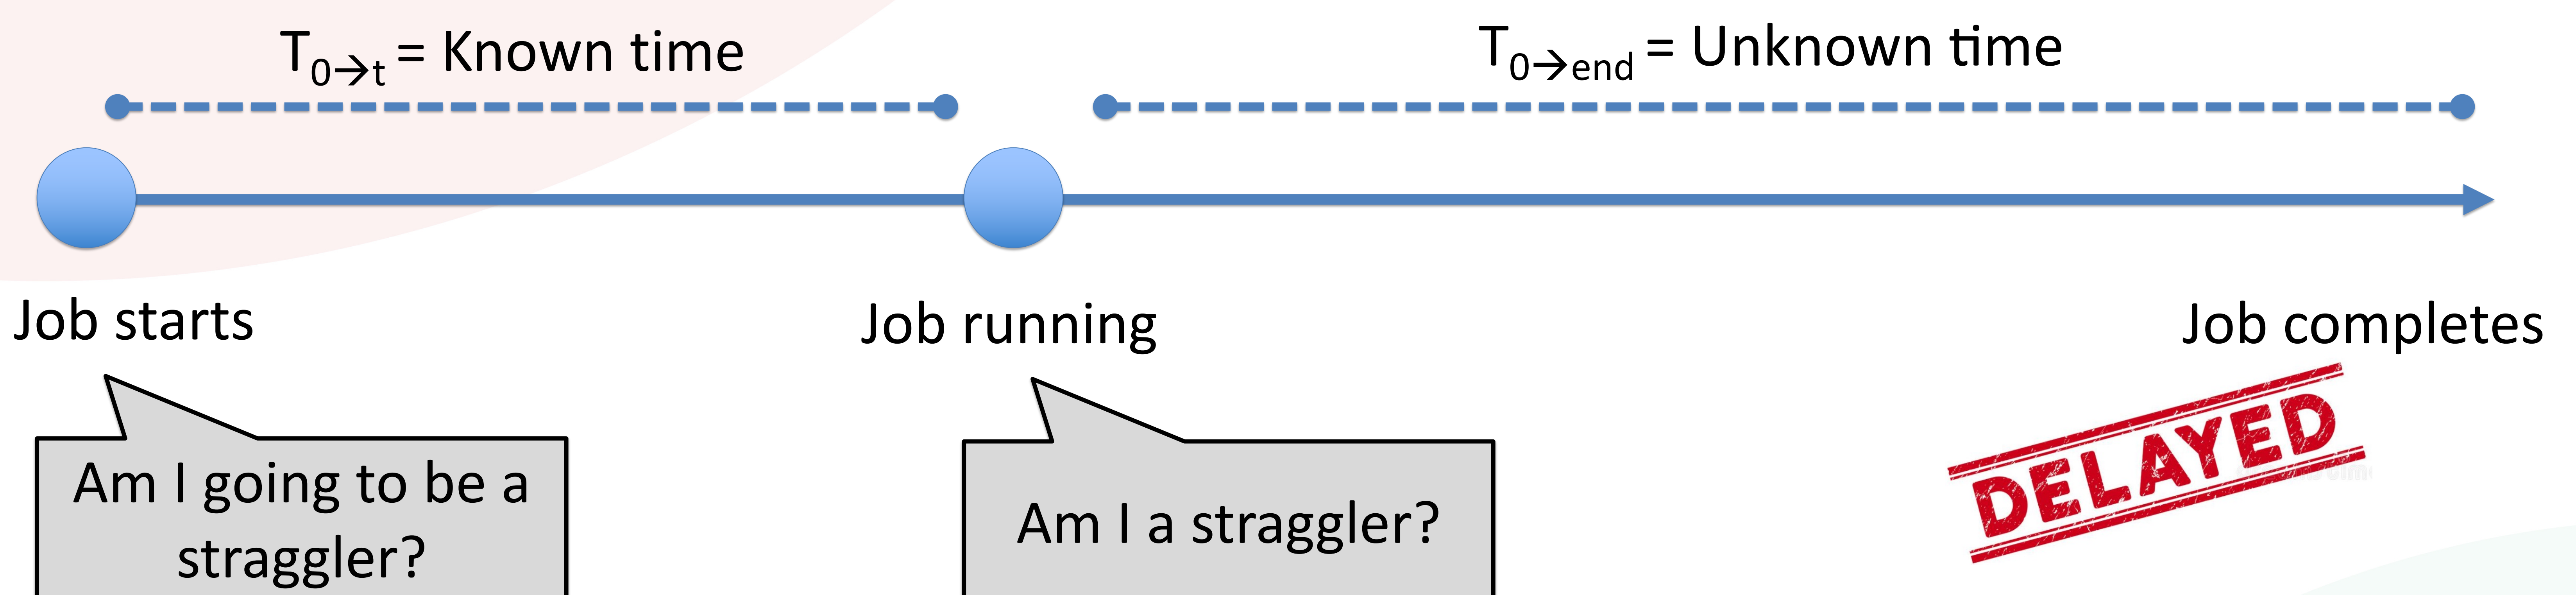 T0→t = Known time
T0→end = Unknown time
Job starts
Job running
Job completes
Am I going to be a
straggler?
Am I a straggler?
DELAYED